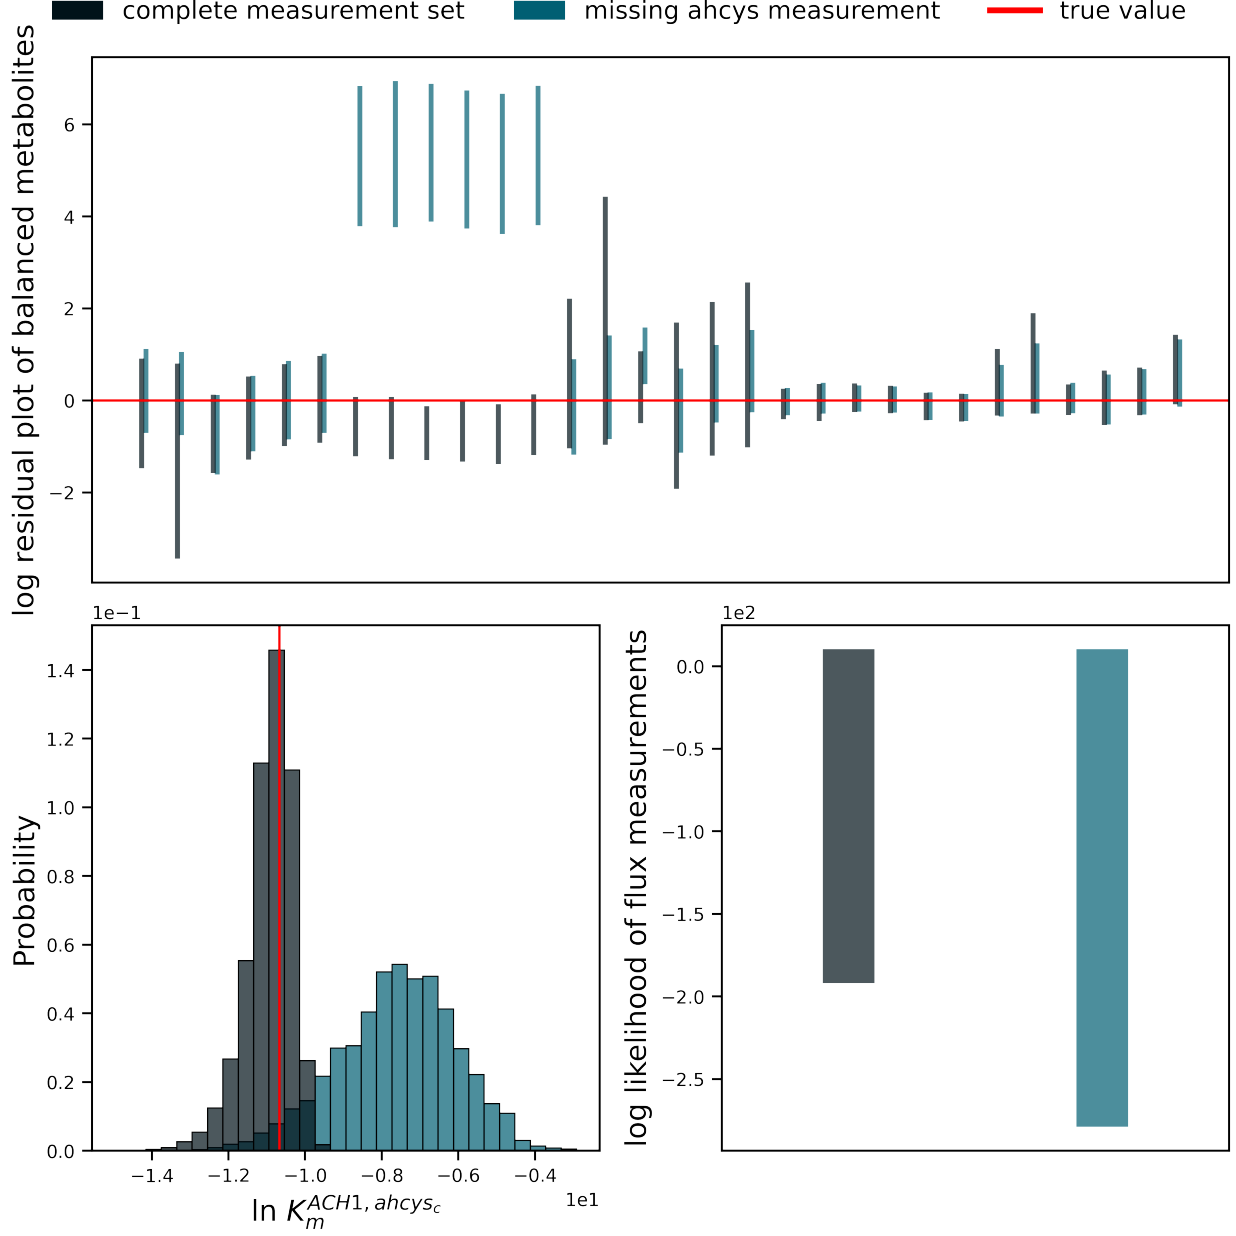 complete measurement set
missing ahcys measurement
true value
log residual plot of balanced metabolites
6
4
2
0
−2
1e−1
Probability
1.4
1.2
1.0
0.8
0.6
0.4
0.2
0.0
−1.4
−1.2
−1.0
−0.8
−0.6
−0.4
1e1
ln K_m^{ACH1, ahcys_c}
1e2
log likelihood of flux measurements
0.0
−0.5
−1.0
−1.5
−2.0
−2.5